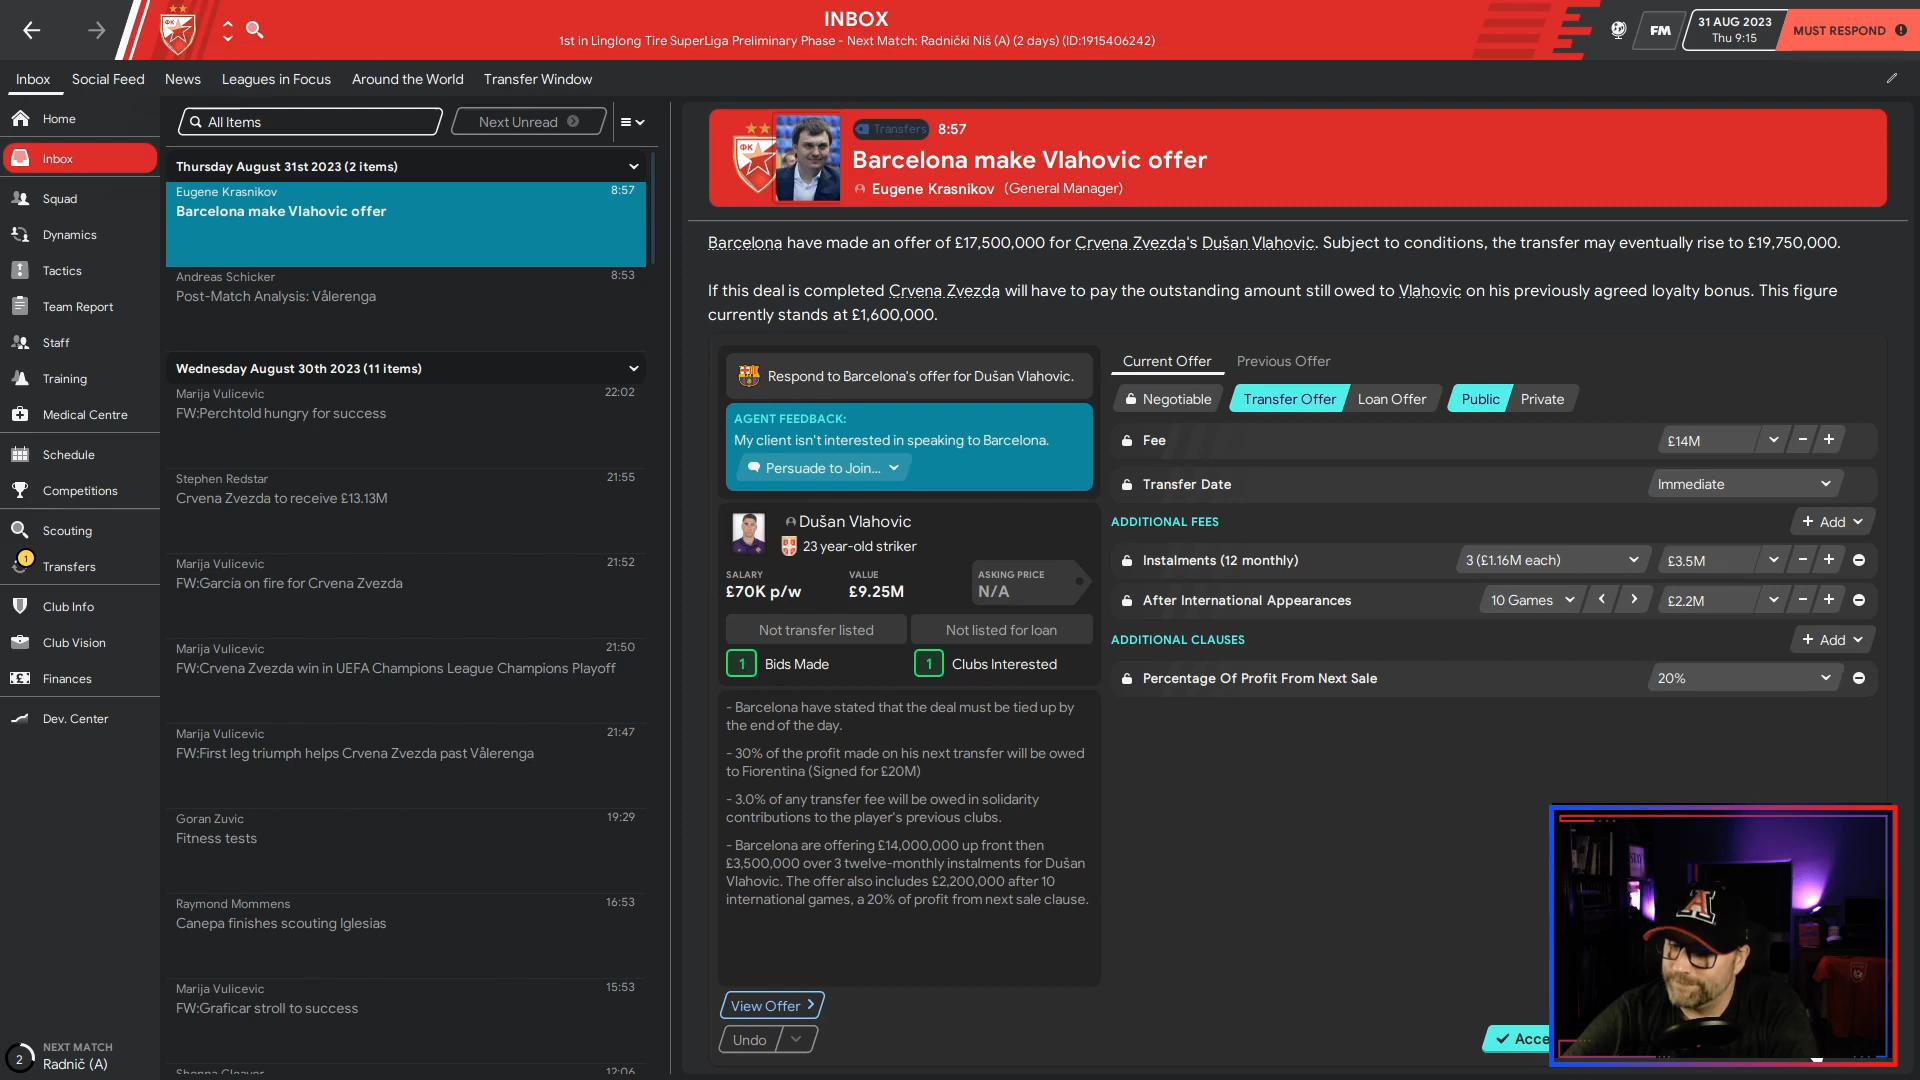 INBOX
1st in Linglong Tire SuperLiga Preliminary Phase - Next Match: Radnički Niš (A) (2 days) (ID:1915406242)
FM
31 AUG 2023
Thu 9:15
MUST RESPOND
Inbox
Social Feed
News
Leagues in Focus
Around the World
Transfer Window
Home
Inbox
Squad
Dynamics
Tactics
Team Report
Staff
Training
Medical Centre
Schedule
Competitions
Scouting
1
Transfers
Club Info
Club Vision
Finances
Dev. Center
2
NEXT MATCH
Radnič (A)
All Items
Next Unread
Thursday August 31st 2023 (2 items)
Eugene Krasnikov 8:57
Barcelona make Vlahovic offer
Andreas Schicker 8:53
Post-Match Analysis: Vålerenga
Wednesday August 30th 2023 (11 items)
Marija Vulicevic 22:02
FW:Perchtold hungry for success
Stephen Redstar 21:55
Crvena Zvezda to receive £13.13M
Marija Vulicevic 21:52
FW:Garcia on fire for Crvena Zvezda
Marija Vulicevic 21:50
FW:Crvena Zvezda win in UEFA Champions League Champions Playoff
Marija Vulicevic 21:47
FW:First leg triumph helps Crvena Zvezda past Vålerenga
Goran Zuvic 19:29
Fitness tests
Raymond Mommens 16:53
Canepa finishes scouting Iglesias
Marija Vulicevic 15:53
FW:Graficar stroll to success
Shonna Cleaver 12:06
Transfers 8:57
Barcelona make Vlahovic offer
Eugene Krasnikov (General Manager)
Barcelona have made an offer of £17,500,000 for Crvena Zvezda's Dušan Vlahovic. Subject to conditions, the transfer may eventually rise to £19,750,000.
If this deal is completed Crvena Zvezda will have to pay the outstanding amount still owed to Vlahovic on his previously agreed loyalty bonus. This figure
currently stands at £1,600,000.
Respond to Barcelona's offer for Dušan Vlahovic.
AGENT FEEDBACK:
My client isn't interested in speaking to Barcelona.
Persuade to Join...
Dušan Vlahovic
23 year-old striker
SALARY
£70K p/w
VALUE
£9.25M
ASKING PRICE
N/A
Not transfer listed
Not listed for loan
1 Bids Made
1 Clubs Interested
- Barcelona have stated that the deal must be tied up by
the end of the day.
- 30% of the profit made on his next transfer will be owed
to Fiorentina (Signed for £20M)
- 3.0% of any transfer fee will be owed in solidarity
contributions to the player's previous clubs.
- Barcelona are offering £14,000,000 up front then
£3,500,000 over 3 twelve-monthly instalments for Dušan
Vlahovic. The offer also includes £2,200,000 after 10
international games, a 20% of profit from next sale clause.
View Offer
Undo
Current Offer
Previous Offer
Negotiable
Transfer Offer
Loan Offer
Public
Private
Fee £14M
Transfer Date Immediate
ADDITIONAL FEES
+ Add
Instalments (12 monthly) 3 (£1.16M each) £3.5M
After International Appearances 10 Games £2.2M
ADDITIONAL CLAUSES
+ Add
Percentage Of Profit From Next Sale 20%
Acce
A